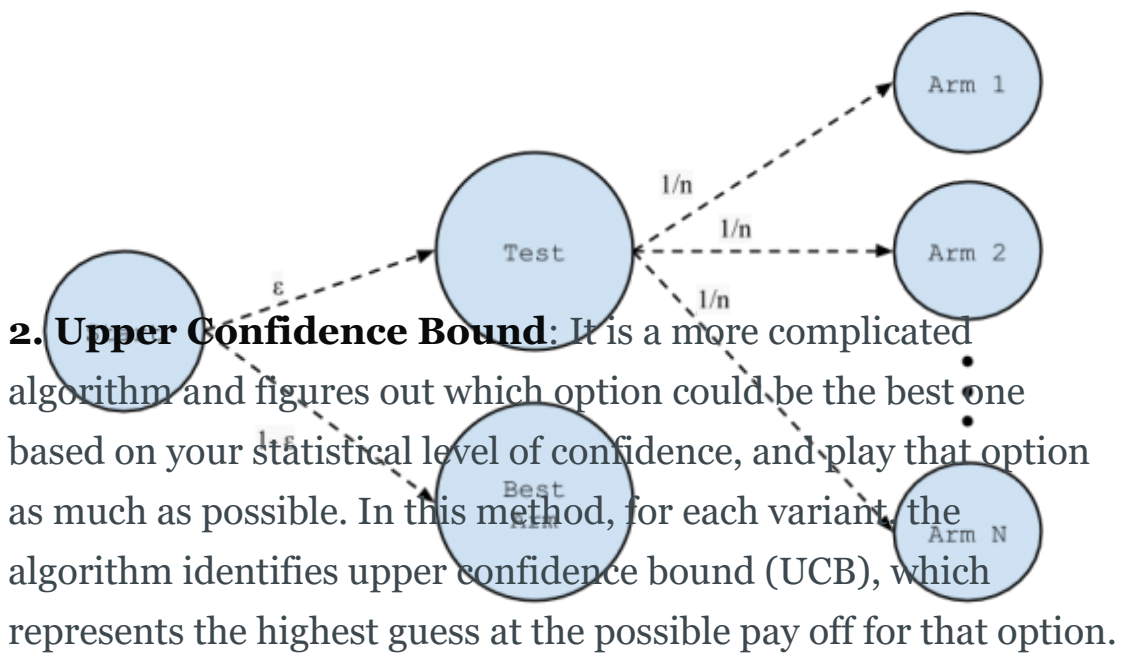 Arm 1
1/n
1/n
Test
Arm 2
ε
1/n
2. Upper Confidence Bound: It is a more complicated
algorithm and figures out which option could be the best one
1-ε
based on your statistical level of confidence, and play that option
Best
Arm
as much as possible. In this method, for each variant, the
Arm N
algorithm identifies upper confidence bound (UCB), which
represents the highest guess at the possible pay off for that option.